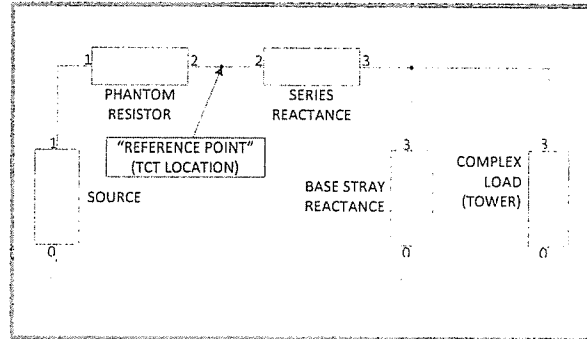 1
2
2
3
PHANTOM
RESISTOR
SERIES
REACTANCE
"REFERENCE POINT"
(TCT LOCATION)
1
SOURCE
0
3
BASE STRAY
REACTANCE
0
3
COMPLEX
LOAD
(TOWER)
0